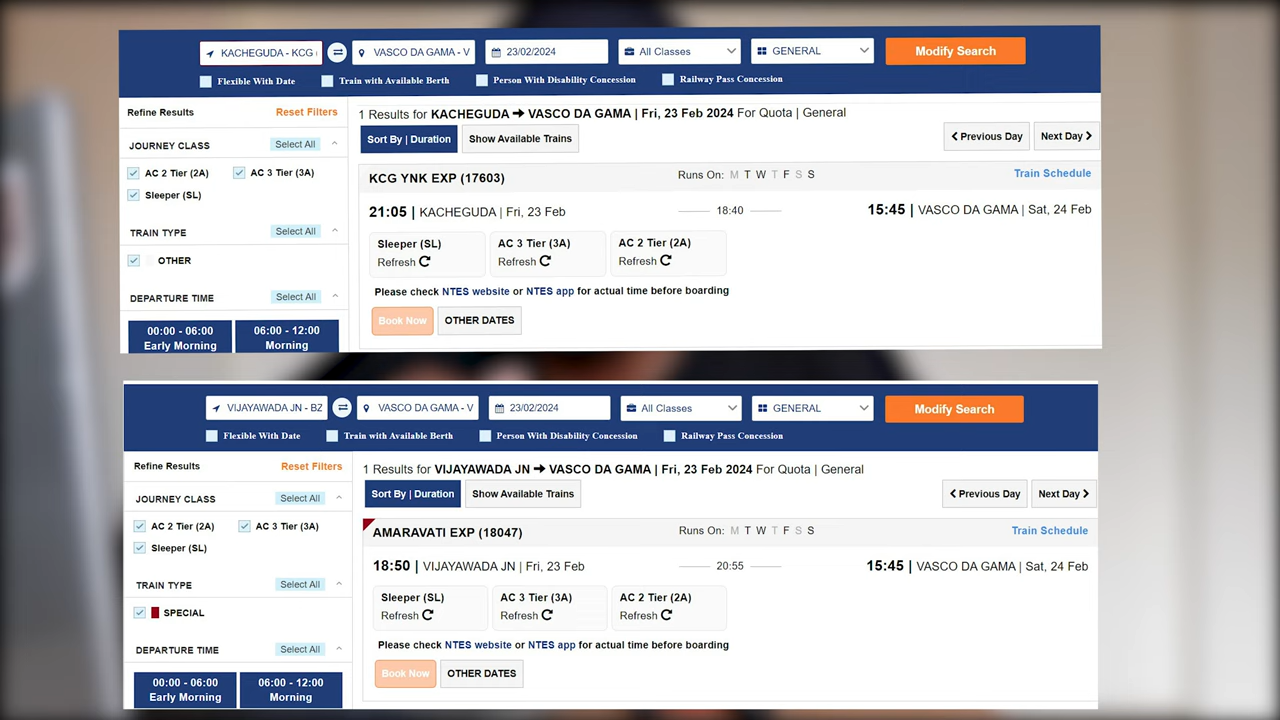 KACHEGUDA - KCG
VASCO DA GAMA - V
23/02/2024
All Classes
GENERAL
Modify Search
Flexible With Date
Train with Available Berth
Person With Disability Concession
Railway Pass Concession
Refine Results
Reset Filters
1 Results for KACHEGUDA ➔ VASCO DA GAMA | Fri, 23 Feb 2024 For Quota | General
Sort By | Duration
Show Available Trains
Previous Day
Next Day
JOURNEY CLASS
Select All
AC 2 Tier (2A)
AC 3 Tier (3A)
Sleeper (SL)
TRAIN TYPE
Select All
OTHER
DEPARTURE TIME
Select All
00:00 - 06:00
Early Morning
06:00 - 12:00
Morning
KCG YNK EXP (17603)
Runs On: M T W T F S S
Train Schedule
21:05 | KACHEGUDA | Fri, 23 Feb
18:40
15:45 | VASCO DA GAMA | Sat, 24 Feb
Sleeper (SL)
Refresh
AC 3 Tier (3A)
Refresh
AC 2 Tier (2A)
Refresh
Please check NTES website or NTES app for actual time before boarding
Book Now
OTHER DATES
VIJAYAWADA JN - BZ
VASCO DA GAMA - V
23/02/2024
All Classes
GENERAL
Modify Search
Flexible With Date
Train with Available Berth
Person With Disability Concession
Railway Pass Concession
Refine Results
Reset Filters
1 Results for VIJAYAWADA JN ➔ VASCO DA GAMA | Fri, 23 Feb 2024 For Quota | General
Sort By | Duration
Show Available Trains
Previous Day
Next Day
JOURNEY CLASS
Select All
AC 2 Tier (2A)
AC 3 Tier (3A)
Sleeper (SL)
TRAIN TYPE
Select All
SPECIAL
DEPARTURE TIME
Select All
00:00 - 06:00
Early Morning
06:00 - 12:00
Morning
AMARAVATI EXP (18047)
Runs On: M T W T F S S
Train Schedule
18:50 | VIJAYAWADA JN | Fri, 23 Feb
20:55
15:45 | VASCO DA GAMA | Sat, 24 Feb
Sleeper (SL)
Refresh
AC 3 Tier (3A)
Refresh
AC 2 Tier (2A)
Refresh
Please check NTES website or NTES app for actual time before boarding
Book Now
OTHER DATES